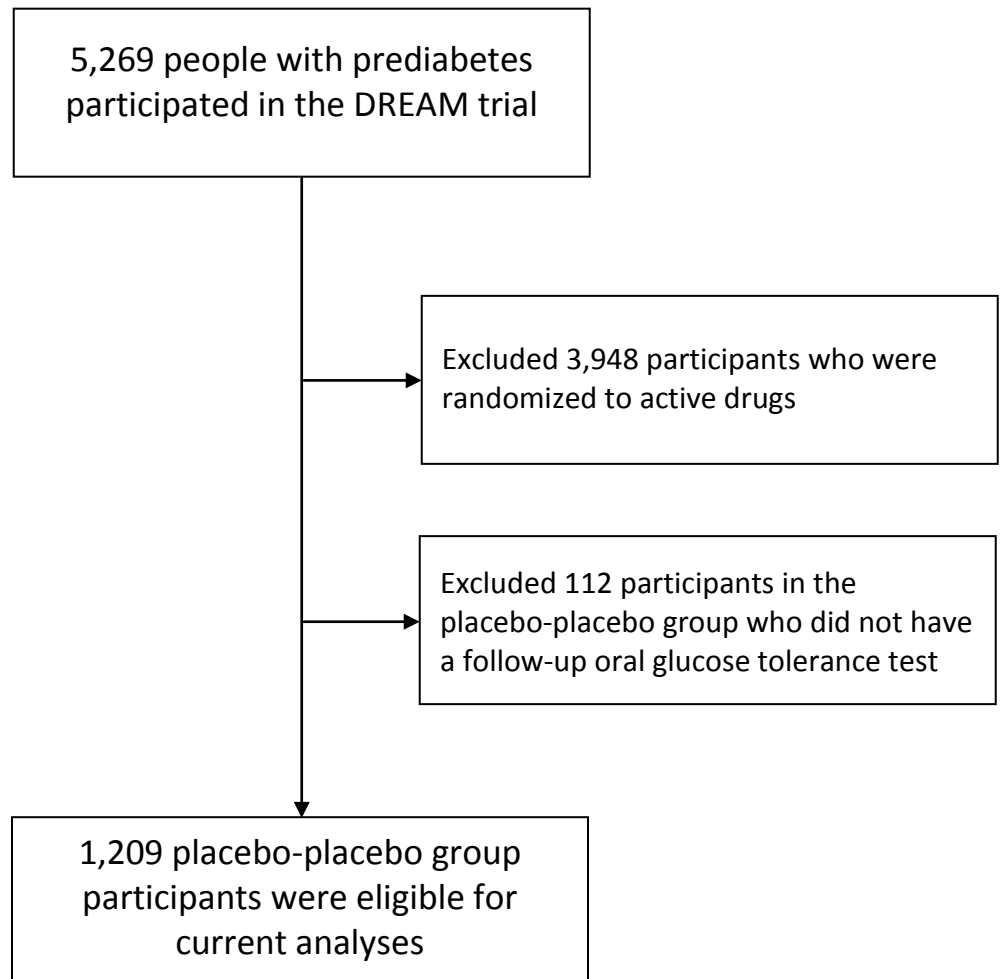 5,269 people with prediabetes
participated in the DREAM trial
Excluded 3,948 participants who were
randomized to active drugs
Excluded 112 participants in the
placebo-placebo group who did not have
a follow-up oral glucose tolerance test
1,209 placebo-placebo group
participants were eligible for
current analyses